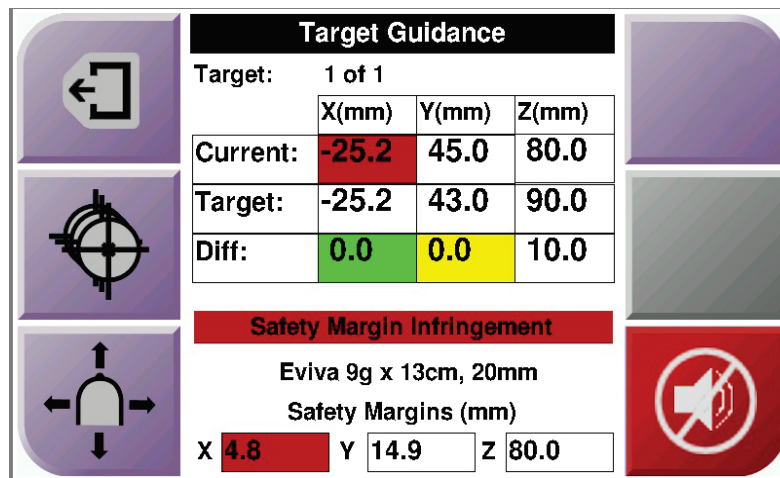 Target Guidance
Target: 1 of 1
X(mm) Y(mm) Z(mm)
Current: -25.2 45.0 80.0
Target: -25.2 43.0 90.0
Diff: 0.0 0.0 10.0
Safety Margin Infringement
Eviva 9g x 13cm, 20mm
Safety Margins (mm)
X 4.8 Y 14.9 Z 80.0